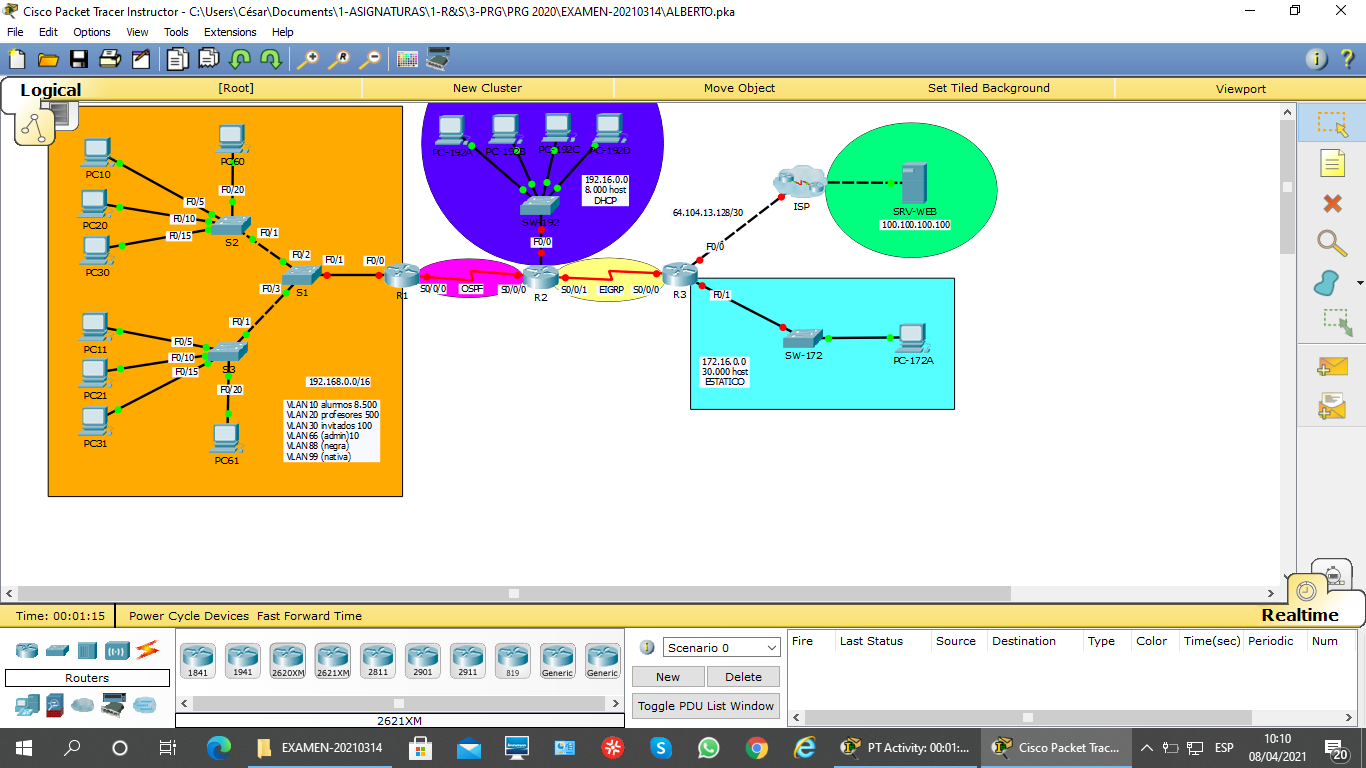 Cisco Packet Tracer Instructor - C:\Users\César\Documents\1-ASIGNATURAS\1-R&S\3-PRG\PRG 2020\EXAMEN-20210314\ALBERTO.pka
File Edit Options View Tools Extensions Help
Logical [Root] New Cluster Move Object Set Tiled Background Viewport
PC10
PC60
F0/20
F0/5
PC20
F0/10
F0/15
S2
F0/1
PC30
F0/2
F0/1
F0/0
S1
R1
F0/3
F0/1
PC11
F0/5
F0/10
F0/15
PC21
S3
F0/20
PC31
PC61
192.168.0.0/16
VLAN 10 alumnos 8.500
VLAN 20 profesores 500
VLAN 30 invitados 100
VLAN 66 (admin)10
VLAN 88 (negra)
VLAN 99 (nativa)
PC-192A
PC-192B
PC-192C
PC-192D
192.16.0.0
8.000 host
DHCP
SW-192
F0/0
S0/0/0
OSPF
S0/0/0
R2
S0/0/1
EIGRP
S0/0/0
R3
F0/0
64.104.13.128/30
ISP
SRV-WEB
100.100.100.100
F0/1
SW-172
PC-172A
172.16.0.0
30.000 host
ESTATICO
Time: 00:01:15 Power Cycle Devices Fast Forward Time
Realtime
Routers
1841 1941 2620XM 2621XM 2811 2901 2911 819 Generic Generic
2621XM
Scenario 0
New Delete
Toggle PDU List Window
Fire Last Status Source Destination Type Color Time(sec) Periodic Num
EXAMEN-20210314
PT Activity: 00:01:...
Cisco Packet Trac...
ESP
10:10
08/04/2021
20